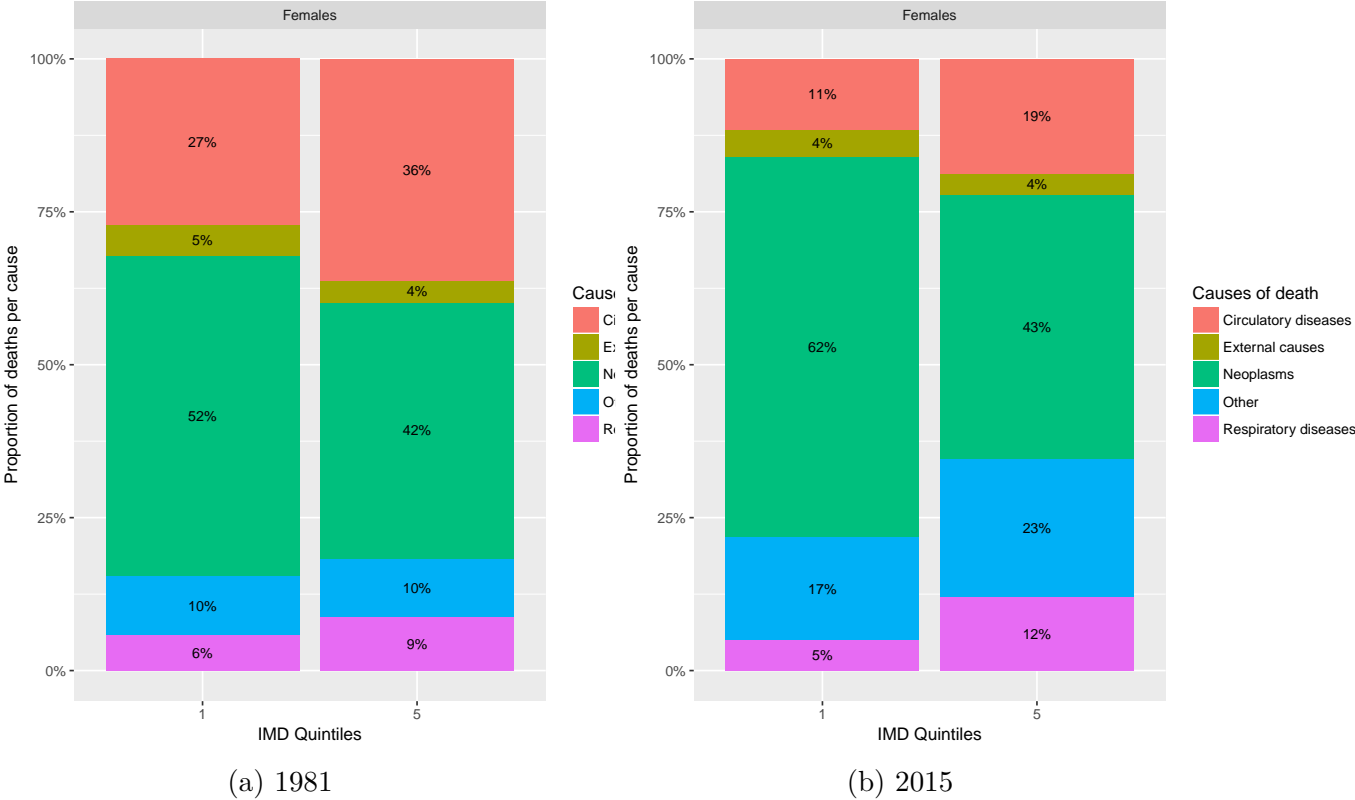 Females
Proportion of deaths per cause
100%
75%
50%
25%
0%
27%
5%
52%
10%
6%
36%
4%
42%
10%
9%
1
5
IMD Quintiles
(a) 1981
Females
Proportion of deaths per cause
100%
75%
50%
25%
0%
11%
4%
62%
17%
5%
19%
4%
43%
23%
12%
1
5
IMD Quintiles
Causes of death
Circulatory diseases
External causes
Neoplasms
Other
Respiratory diseases
(b) 2015